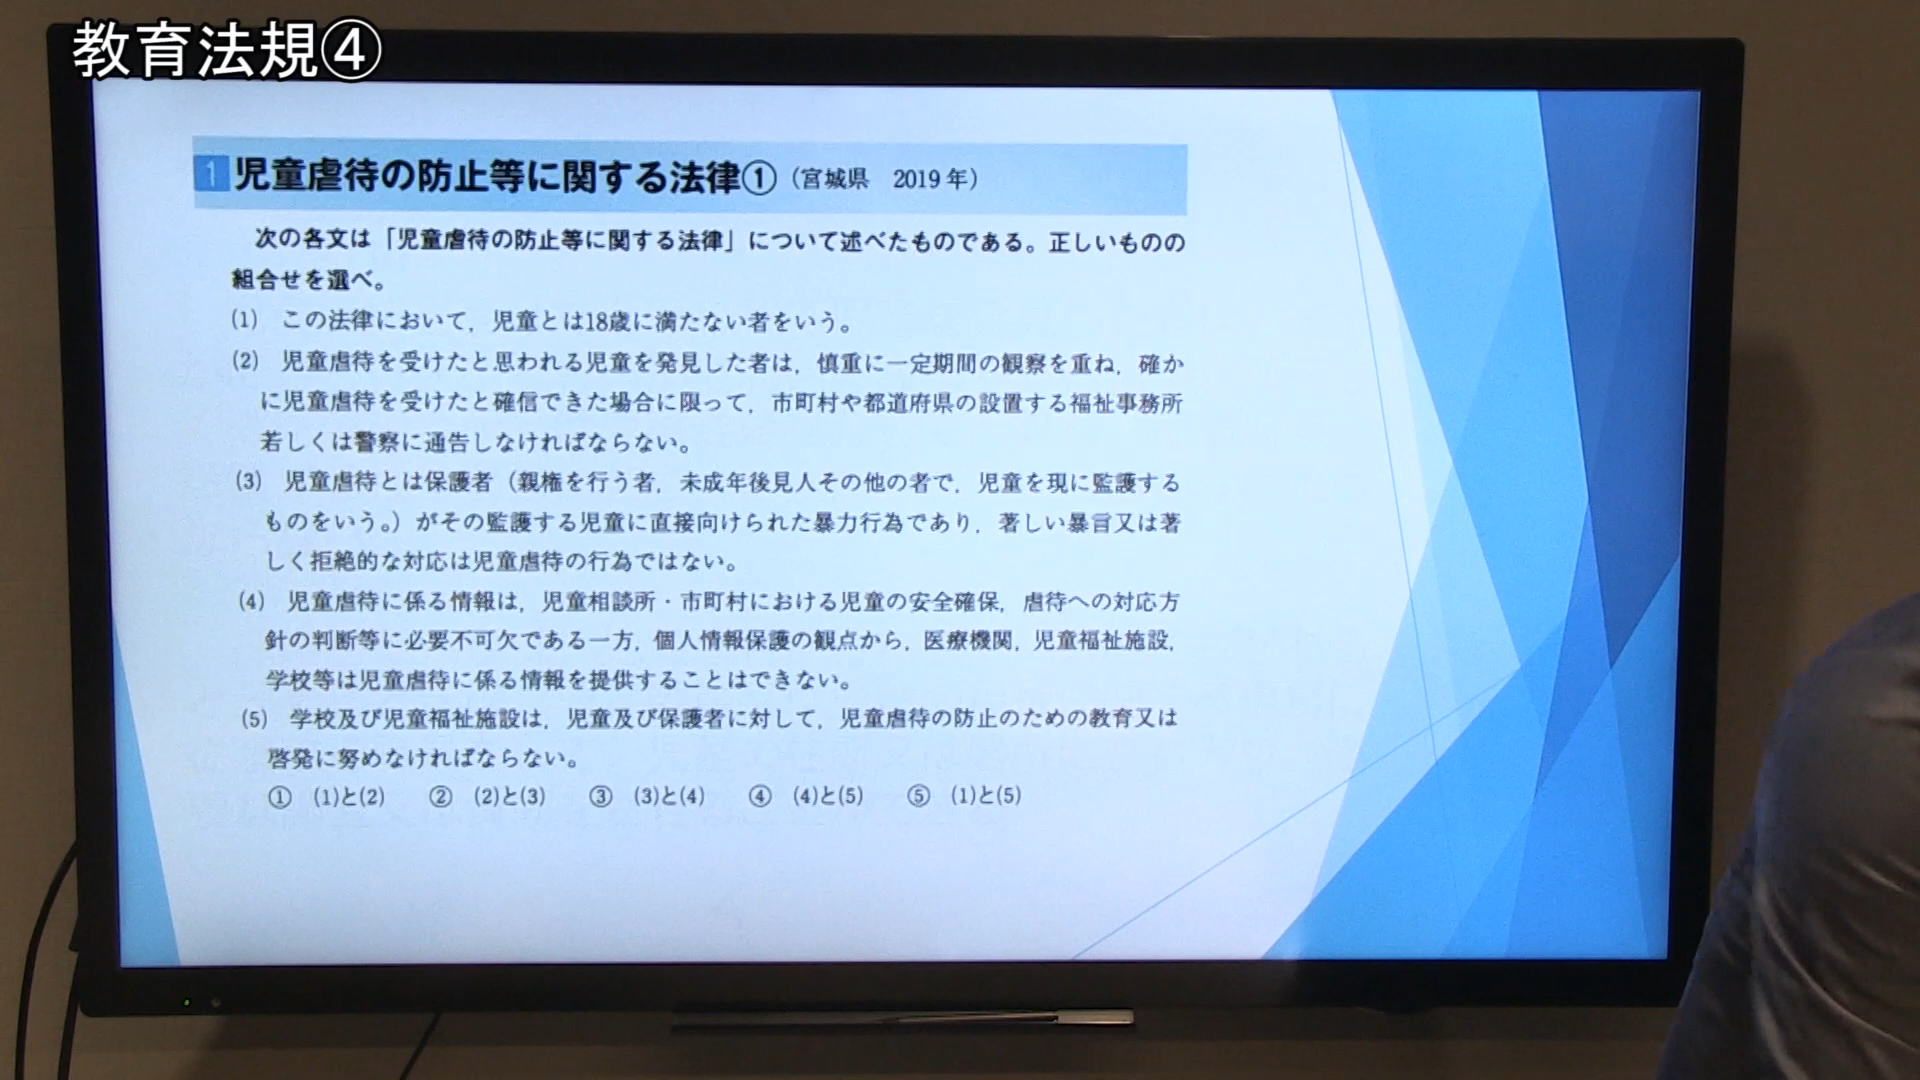 教育法規④
1 児童虐待の防止等に関する法律①（宮城県　2019年）
次の各文は「児童虐待の防止等に関する法律」について述べたものである。正しいものの
組合せを選べ。
(1)　この法律において，児童とは18歳に満たない者をいう。
(2)　児童虐待を受けたと思われる児童を発見した者は，慎重に一定期間の観察を重ね，確か
に児童虐待を受けたと確信できた場合に限って，市町村や都道府県の設置する福祉事務所
若しくは警察に通告しなければならない。
(3)　児童虐待とは保護者（親権を行う者，未成年後見人その他の者で，児童を現に監護する
ものをいう。）がその監護する児童に直接向けられた暴力行為であり，著しい暴言又は著
しく拒絶的な対応は児童虐待の行為ではない。
(4)　児童虐待に係る情報は，児童相談所・市町村における児童の安全確保，虐待への対応方
針の判断等に必要不可欠である一方，個人情報保護の観点から，医療機関，児童福祉施設，
学校等は児童虐待に係る情報を提供することはできない。
(5)　学校及び児童福祉施設は，児童及び保護者に対して，児童虐待の防止のための教育又は
啓発に努めなければならない。
①　(1)と(2)　②　(2)と(3)　③　(3)と(4)　④　(4)と(5)　⑤　(1)と(5)